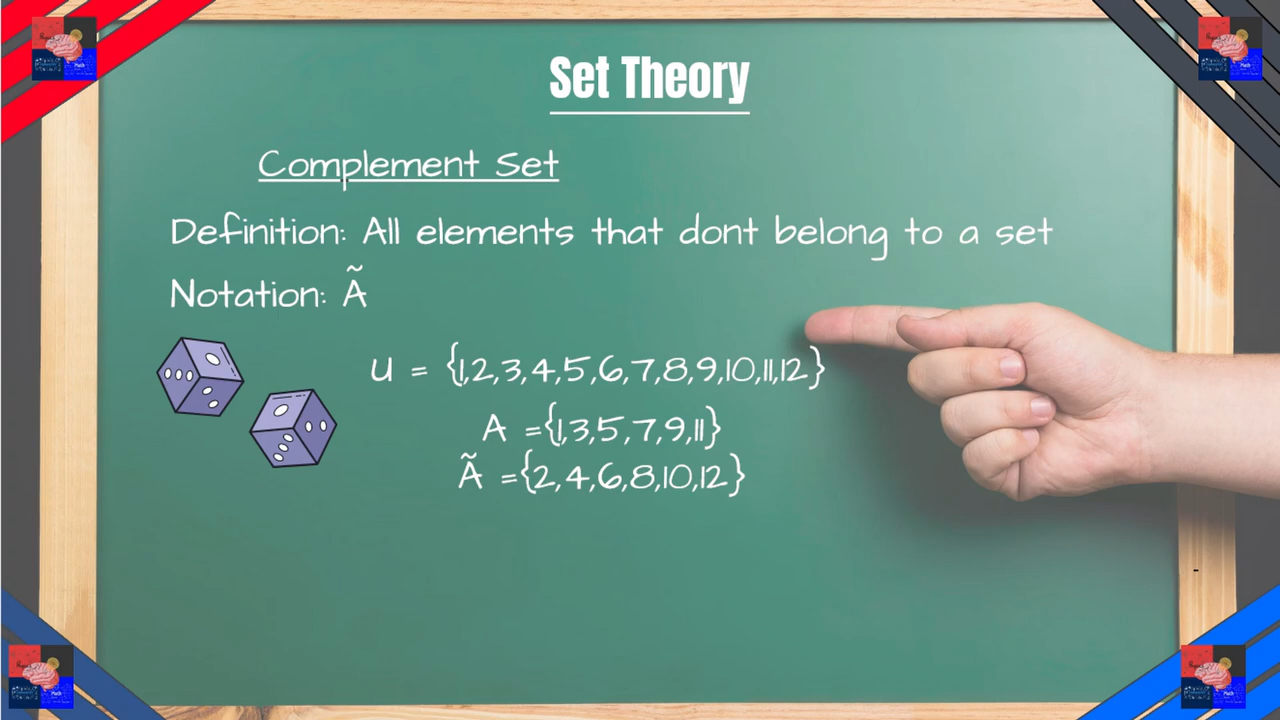 Set Theory
Complement Set
Definition: All elements that dont belong to a set
Notation: Ã
U = {1,2,3,4,5,6,7,8,9,10,11,12}
A ={1,3,5,7,9,11}
Ã ={2,4,6,8,10,12}